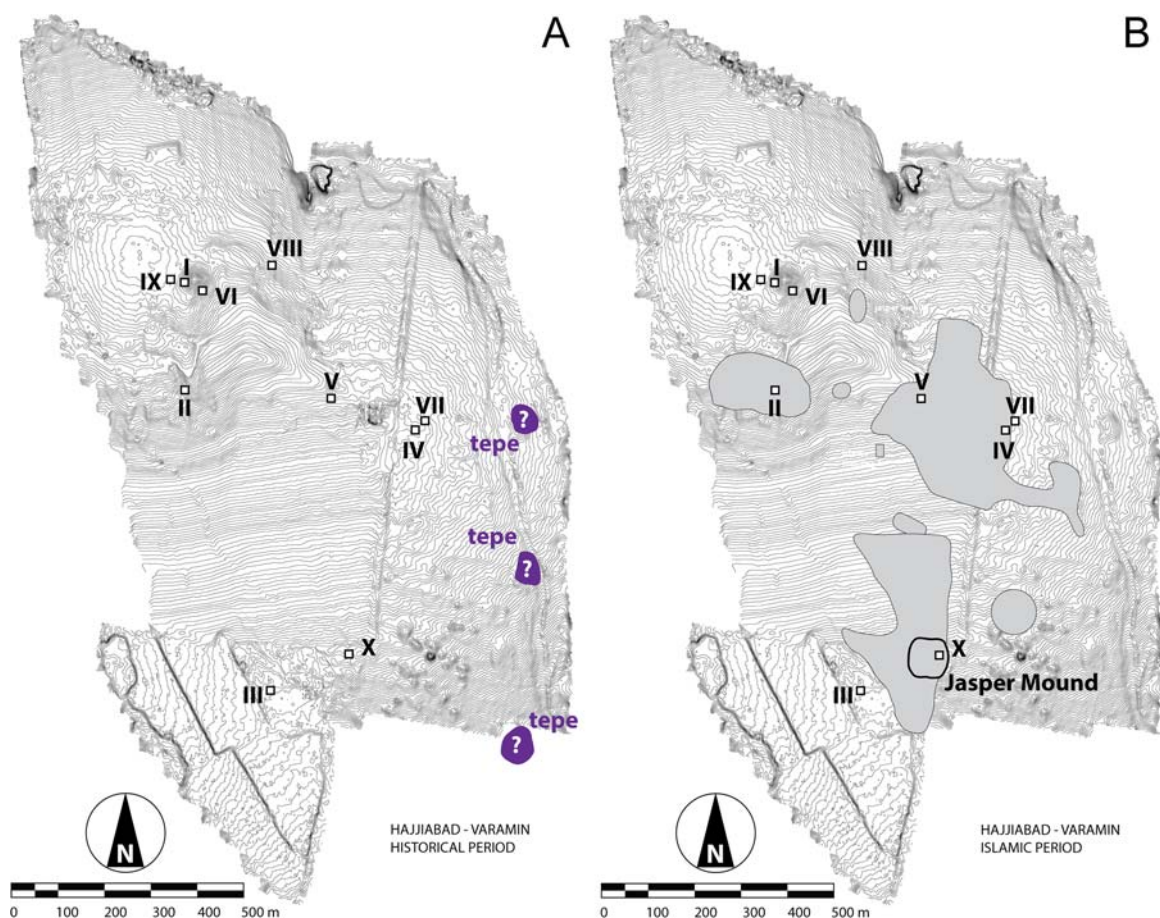 A
VIII
I
IX
VI
V
II
VII
IV
?
tepe
tepe
?
X
III
tepe
?
N
HAJJIABAD - VARAMIN
HISTORICAL PERIOD
0 100 200 300 400 500 m
B
VIII
I
IX
VI
V
II
VII
IV
X
Jasper Mound
III
N
HAJJIABAD - VARAMIN
ISLAMIC PERIOD
0 100 200 300 400 500 m